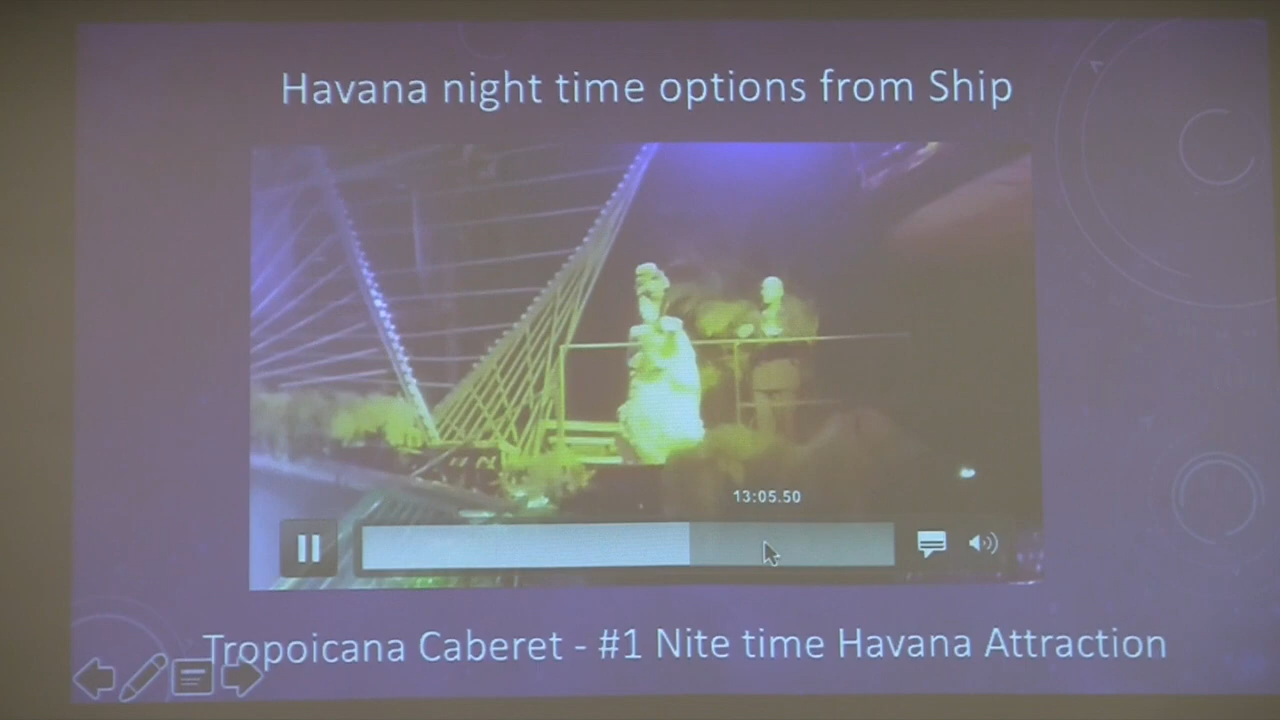 Havana night time options from Ship
13:05.50
Tropoicana Caberet - #1 Nite time Havana Attraction